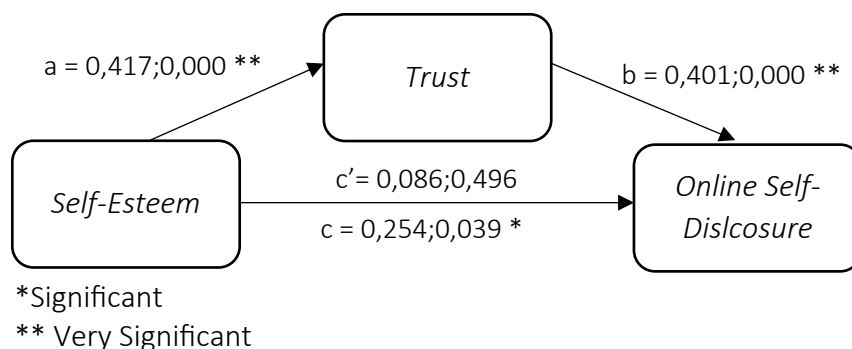 a = 0,417;0,000 **
Trust
b = 0,401;0,000 **
Self-Esteem
c’= 0,086;0,496
c = 0,254;0,039 *
Online Self-
Dislcosure
*Significant
** Very Significant